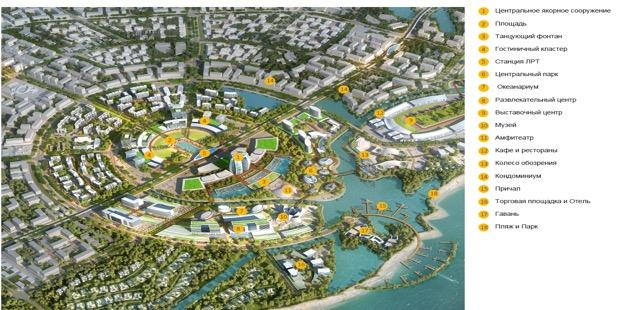 1 Центральное якорное сооружение
2 Площадь
3 Танцующий фонтан
4 Гостиничный кластер
5 Станция ЛРТ
6 Центральный парк
7 Океанариум
8 Развлекательный центр
9 Выставочный центр
10 Музей
11 Амфитеатр
12 Кафе и рестораны
13 Колесо обозрения
14 Кондоминиум
15 Причал
16 Торговая площадка и Отель
17 Гавань
18 Пляж и Парк